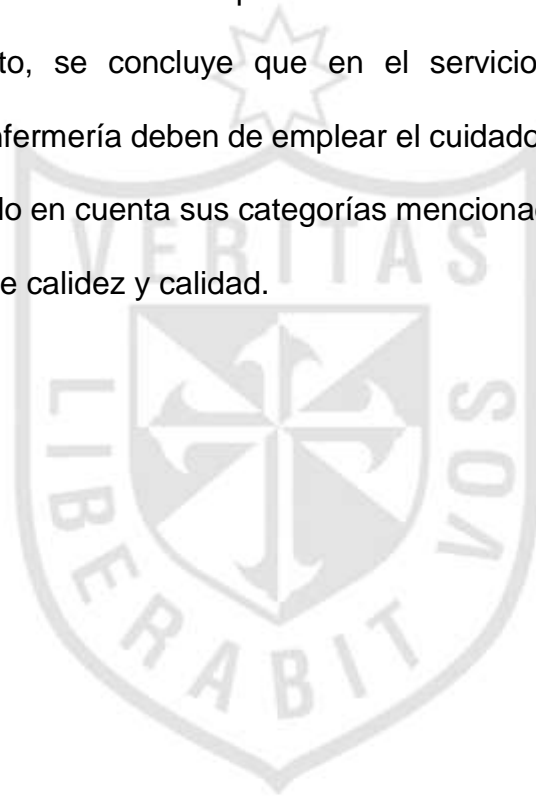 to, se concluye que en el servicio
nfermería deben de emplear el cuidado
lo en cuenta sus categorías menciona
e calidez y calidad.
VERITAS
LIBERABIT
VOS